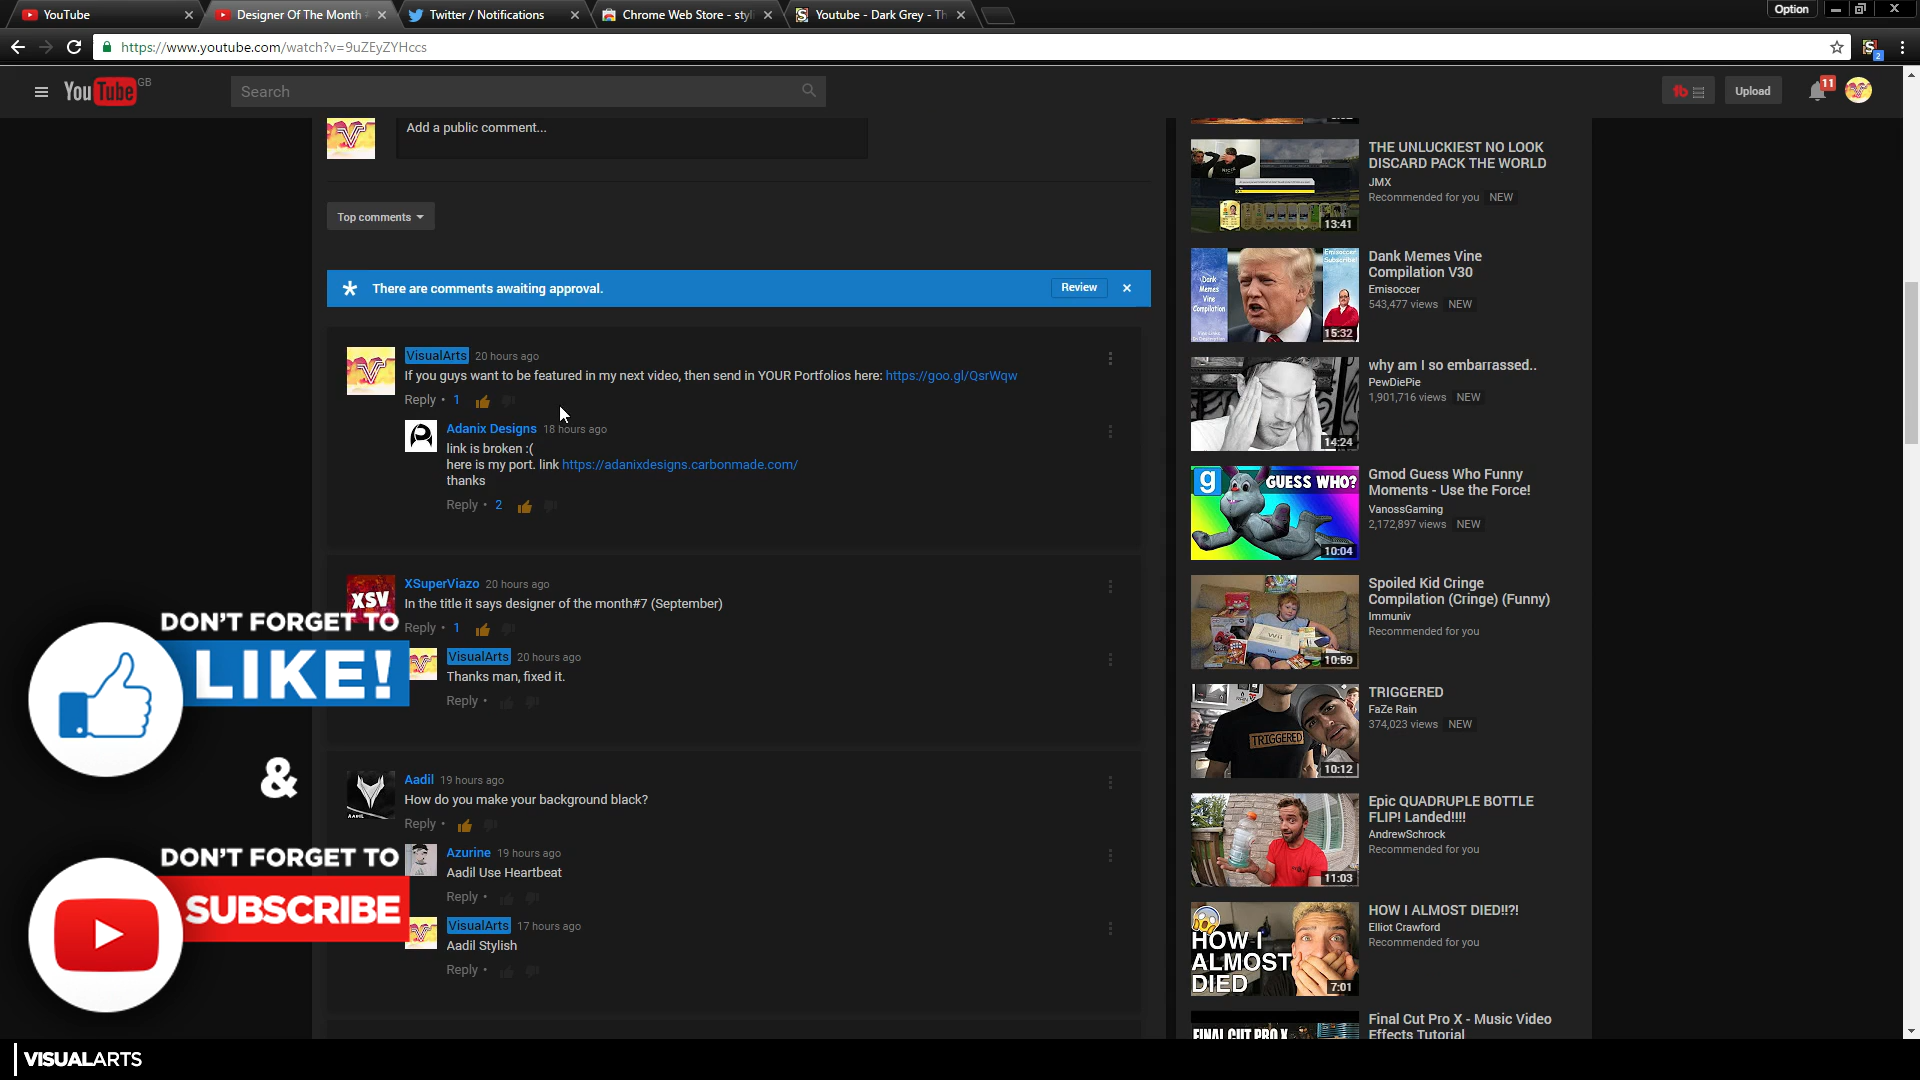 YouTube
Designer Of The Month
Twitter / Notifications
Chrome Web Store - styl
Youtube - Dark Grey - Th
Option
https://www.youtube.com/watch?v=9uZEyZYHccs
2
YouTube GB
Search
Upload
11
Add a public comment...
Top comments
There are comments awaiting approval.
Review
VisualArts 20 hours ago
If you guys want to be featured in my next video, then send in YOUR Portfolios here: https://goo.gl/QsrWqw
Reply • 1
Adanix Designs 18 hours ago
link is broken :(
here is my port. link https://adanixdesigns.carbonmade.com/
thanks
Reply • 2
XSV
XSuperViazo 20 hours ago
In the title it says designer of the month#7 (September)
Reply • 1
VisualArts 20 hours ago
Thanks man, fixed it.
Reply •
AADIL
Aadil 19 hours ago
How do you make your background black?
Reply •
Azurine 19 hours ago
Aadil Use Heartbeat
Reply •
VisualArts 17 hours ago
Aadil Stylish
Reply •
DON'T FORGET TO
LIKE!
&
DON'T FORGET TO
SUBSCRIBE
VISUALARTS
THE UNLUCKIEST NO LOOK
DISCARD PACK THE WORLD
JMX
Recommended for you NEW
13:41
Dank Memes Vine
Compilation V30
Emisoccer
543,477 views NEW
Dank
Memes
Vine
Compilation
Emisoccer
Subscribe!
15:32
why am I so embarrassed..
PewDiePie
1,901,716 views NEW
14:24
Gmod Guess Who Funny
Moments - Use the Force!
VanossGaming
2,172,897 views NEW
g
GUESS WHO?
10:04
Spoiled Kid Cringe
Compilation (Cringe) (Funny)
Immuniv
Recommended for you
Wii
10:59
TRIGGERED
FaZe Rain
374,023 views NEW
TRIGGERED
10:12
Epic QUADRUPLE BOTTLE
FLIP! Landed!!!!
AndrewSchrock
Recommended for you
11:03
HOW I ALMOST DIED!!?!
Elliot Crawford
Recommended for you
HOW I
ALMOST
DIED
7:01
Final Cut Pro X - Music Video
Effects Tutorial
FINAL CUT PRO X